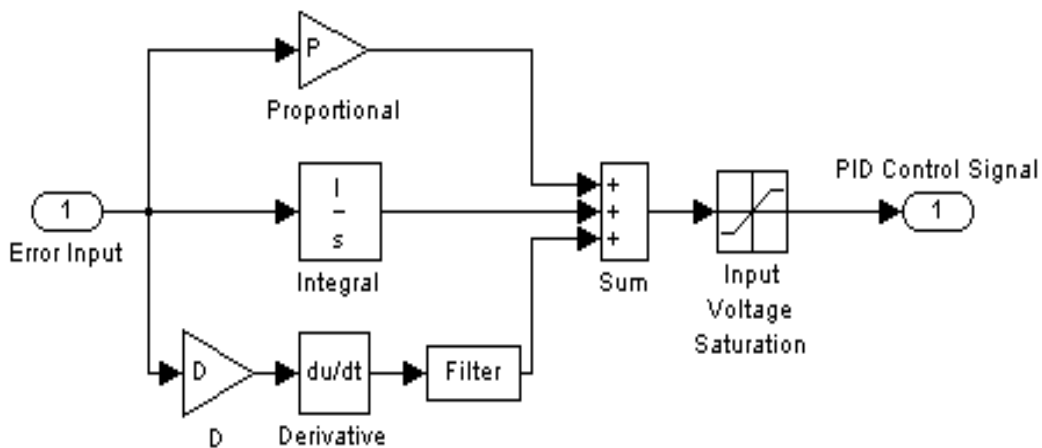 P
Proportional
PID Control Signal
1
Error Input
I
s
Integral
+
+
+
Sum
Input
Voltage
Saturation
1
D
D
du/dt
Derivative
Filter